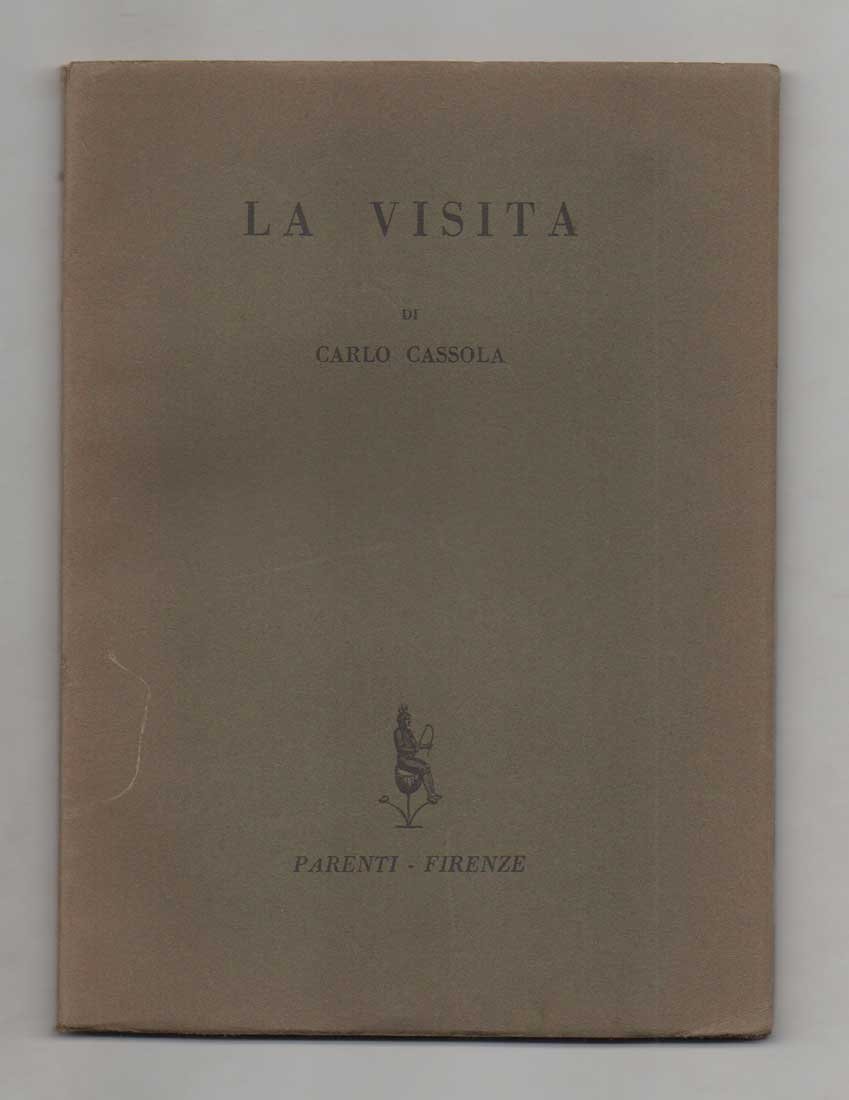 LA VISITA
DI
CARLO CASSOLA
PARENTI - FIRENZE